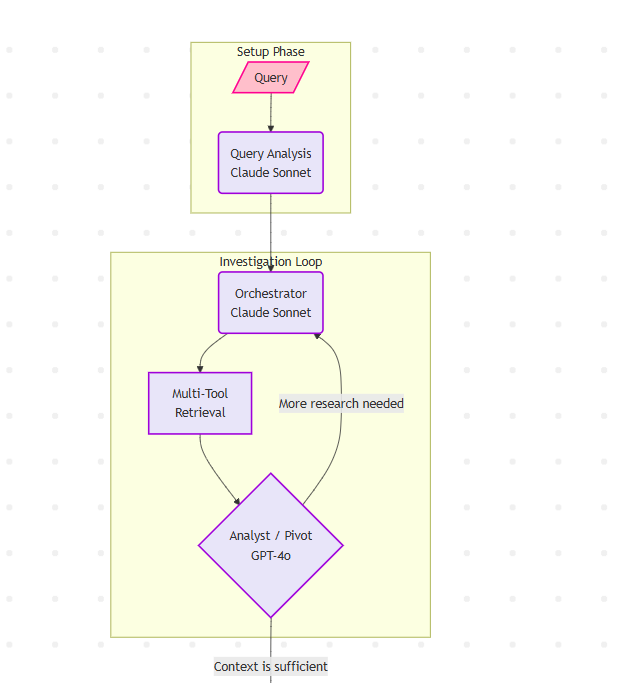 Setup Phase
Query
Query Analysis
Claude Sonnet
Investigation Loop
Orchestrator
Claude Sonnet
Multi-Tool
Retrieval
More research needed
Analyst / Pivot
GPT-4o
Context is sufficient